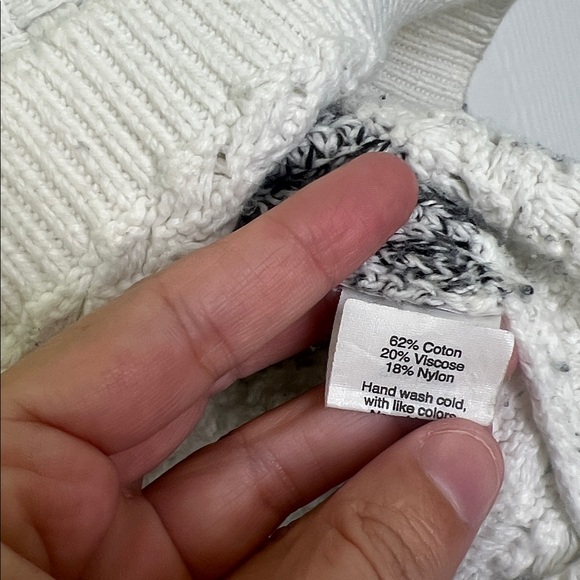 62% Coton
20% Viscose
18% Nylon
Hand wash cold,
with like colors